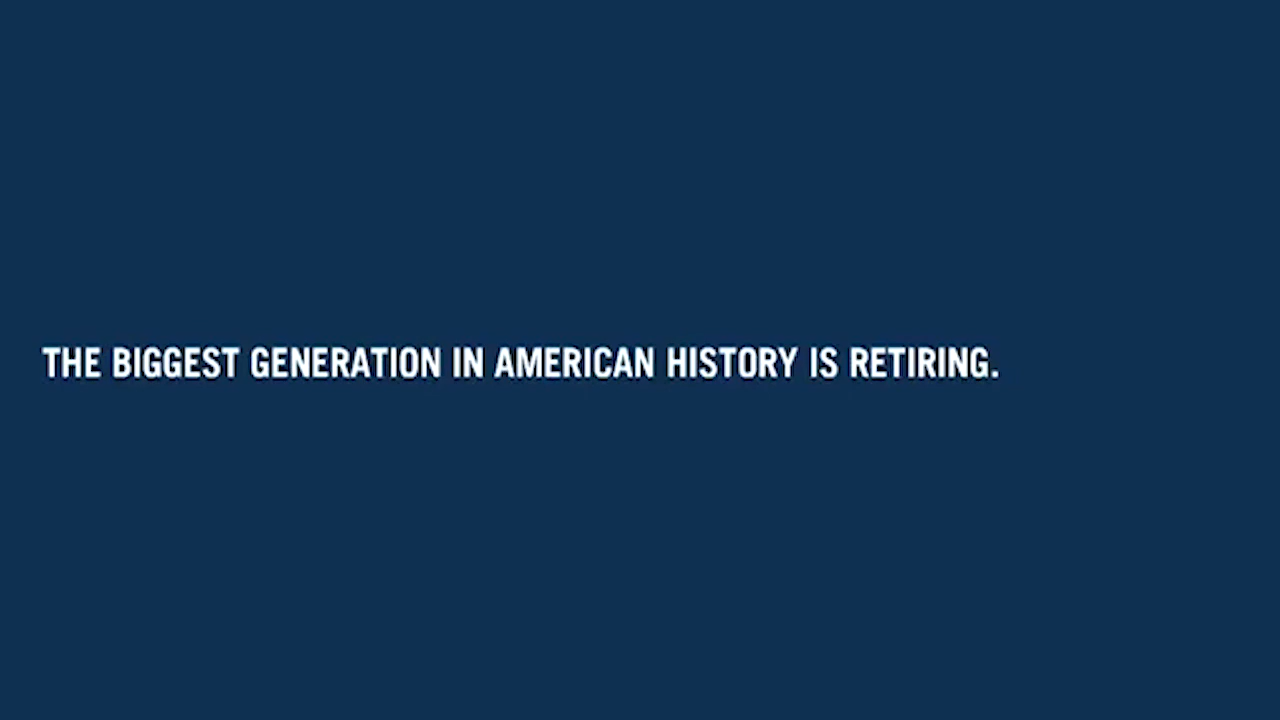 THE BIGGEST GENERATION IN AMERICAN HISTORY IS RETIRING.